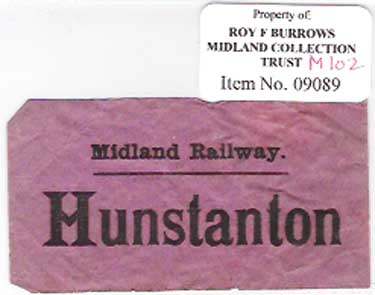 Property of:
ROY F BURROWS
MIDLAND COLLECTION
TRUST M102
Item No. 09089
Midland Railway.
Hunstanton